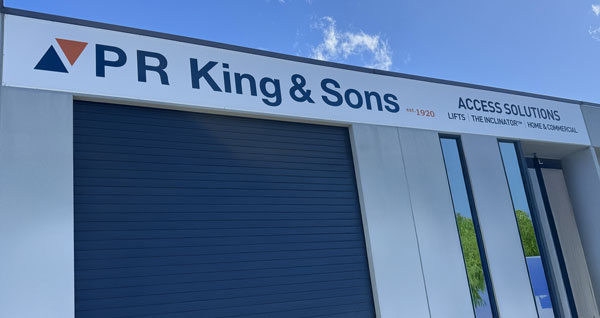 PR King & Sons est.1920
ACCESS SOLUTIONS
LIFTS | THE INCLINATOR™ | HOME & COMMERCIAL